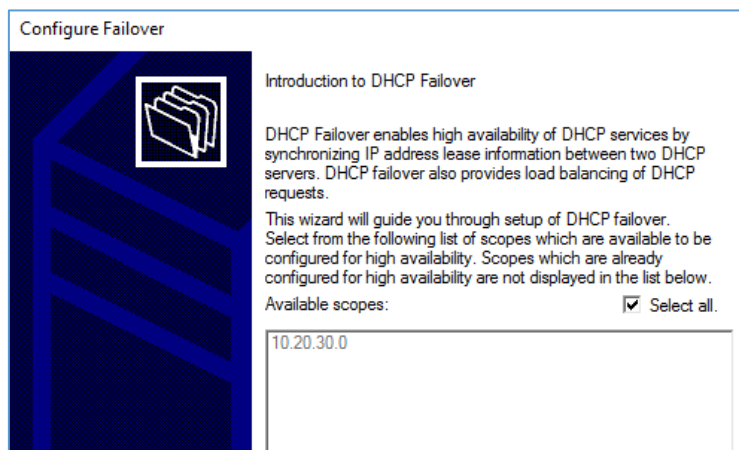 Configure Failover
Introduction to DHCP Failover
DHCP Failover enables high availability of DHCP services by
synchronizing IP address lease information between two DHCP
servers. DHCP failover also provides load balancing of DHCP
requests.
This wizard will guide you through setup of DHCP failover.
Select from the following list of scopes which are available to be
configured for high availability. Scopes which are already
configured for high availability are not displayed in the list below.
Available scopes: Select all.
10.20.30.0